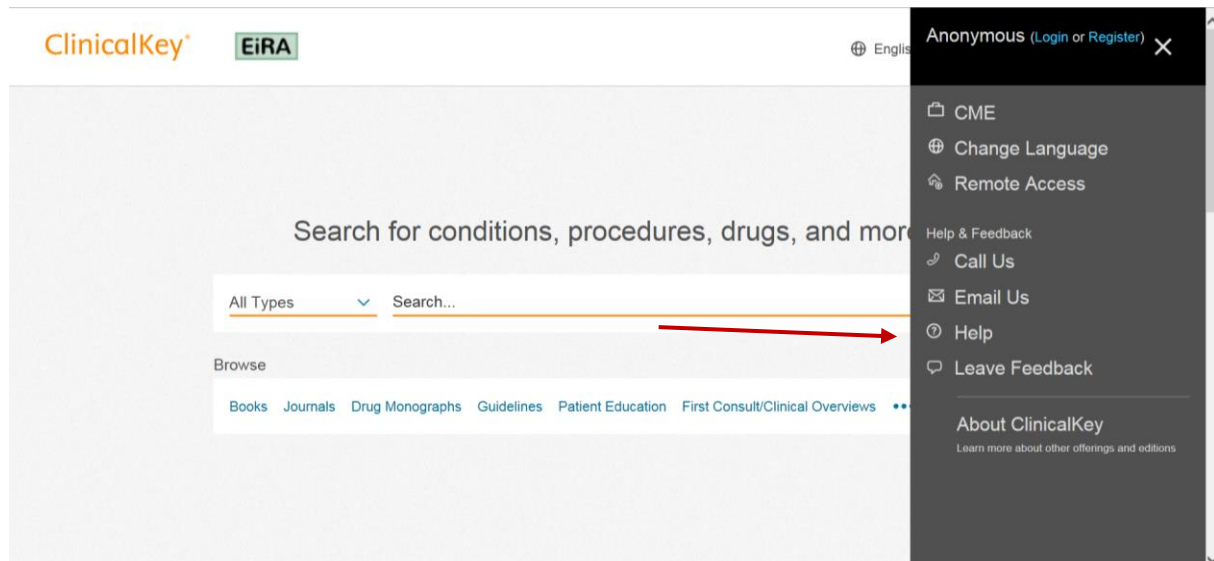 ClinicalKey®
EiRA
Englis
Anonymous (Login or Register)
CME
Change Language
Remote Access
Help & Feedback
Call Us
Email Us
Help
Leave Feedback
About ClinicalKey
Learn more about other offerings and editions
Search for conditions, procedures, drugs, and mor
All Types
Search...
Browse
Books Journals Drug Monographs Guidelines Patient Education First Consult/Clinical Overviews •••